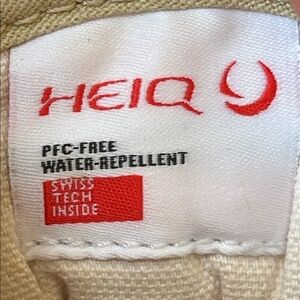 HEIQ
PFC-FREE
WATER-REPELLENT
SWISS
TECH
INSIDE